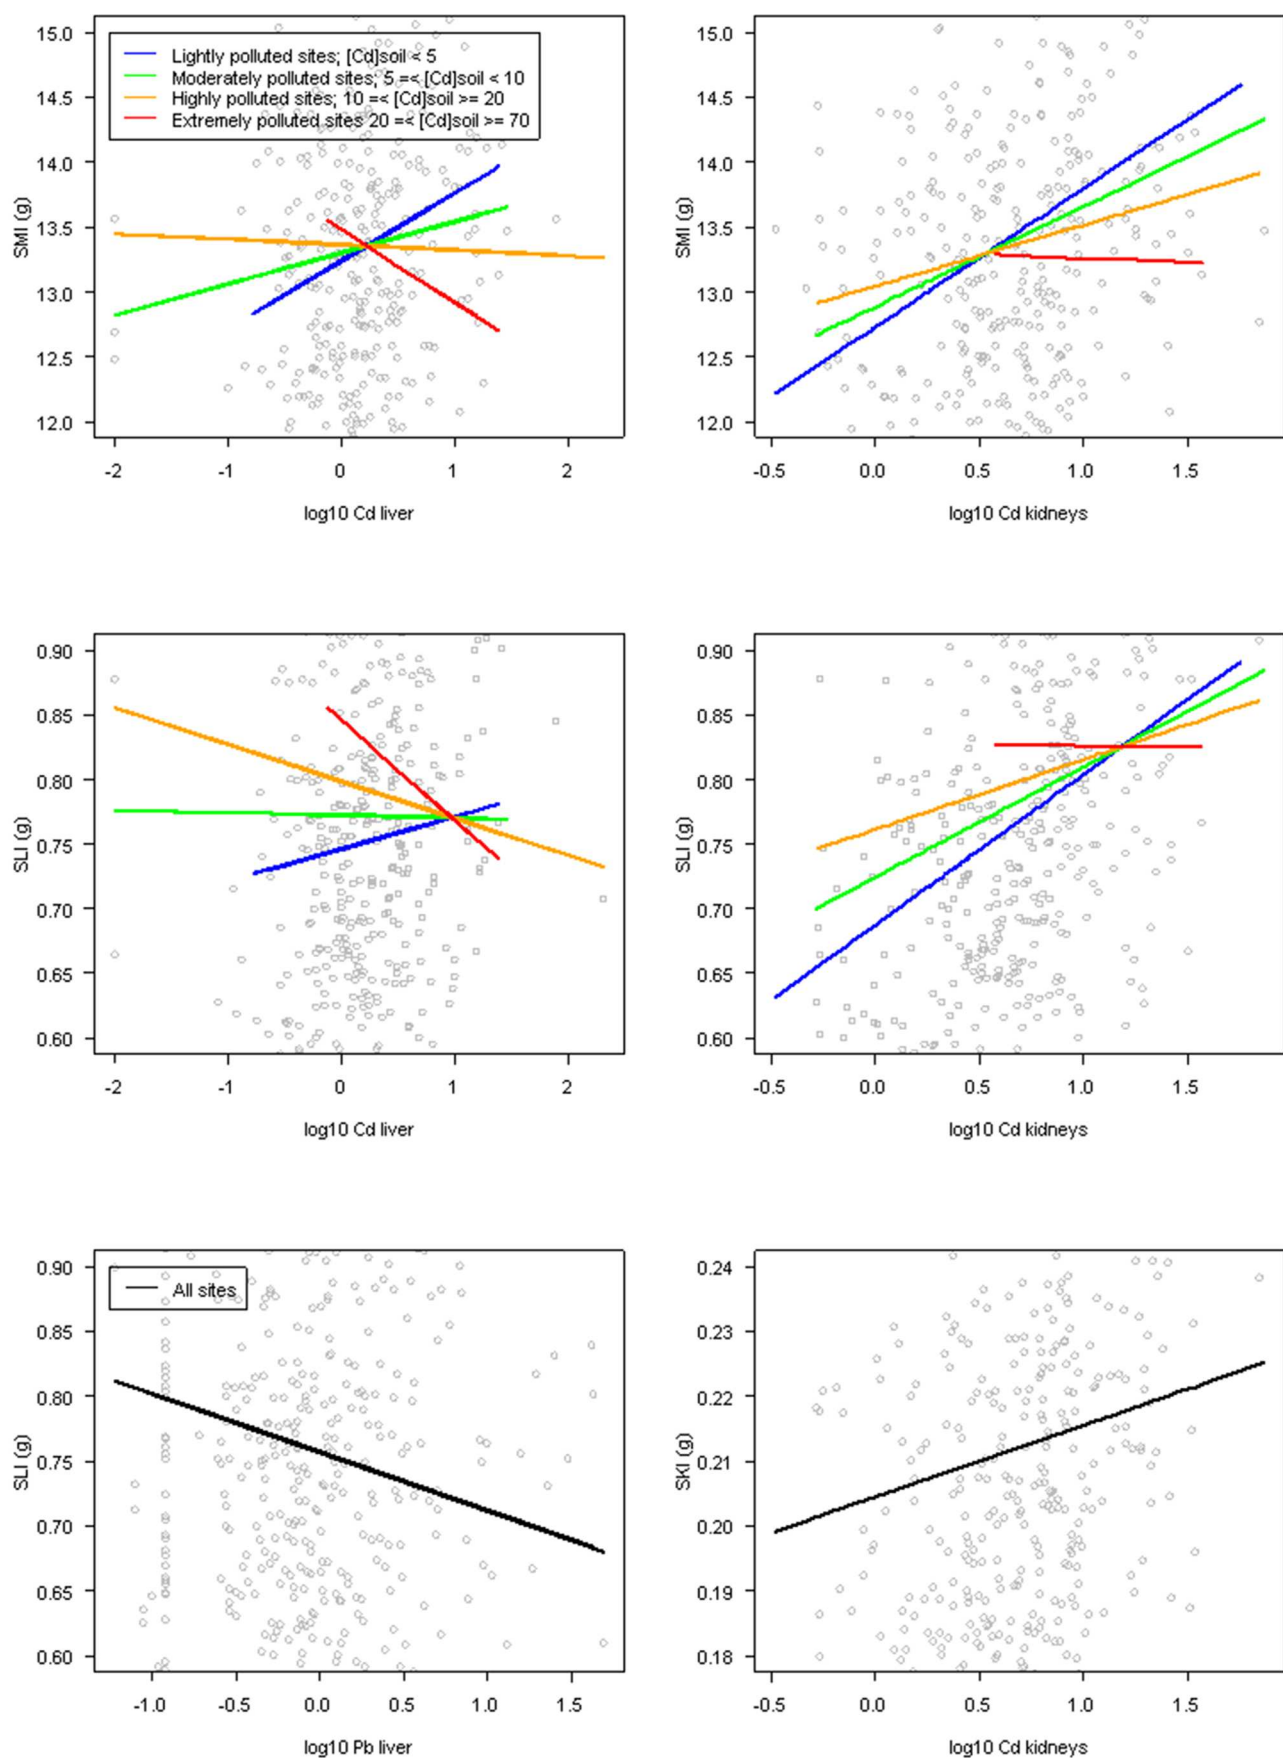 15.0
14.5
14.0
13.5
13.0
12.5
12.0
SMI (g)
Lightly polluted sites; [Cd]soil < 5
Moderately polluted sites; 5 =< [Cd]soil < 10
Highly polluted sites; 10 =< [Cd]soil >= 20
Extremely polluted sites 20 =< [Cd]soil >= 70
-2 -1 0 1 2
log10 Cd liver
15.0
14.5
14.0
13.5
13.0
12.5
12.0
SMI (g)
-0.5 0.0 0.5 1.0 1.5
log10 Cd kidneys
0.90
0.85
0.80
0.75
0.70
0.65
0.60
SLI (g)
-2 -1 0 1 2
log10 Cd liver
0.90
0.85
0.80
0.75
0.70
0.65
0.60
SLI (g)
-0.5 0.0 0.5 1.0 1.5
log10 Cd kidneys
0.90
0.85
0.80
0.75
0.70
0.65
0.60
SLI (g)
All sites
-1.0 -0.5 0.0 0.5 1.0 1.5
log10 Pb liver
0.24
0.23
0.22
0.21
0.20
0.19
0.18
SKI (g)
-0.5 0.0 0.5 1.0 1.5
log10 Cd kidneys